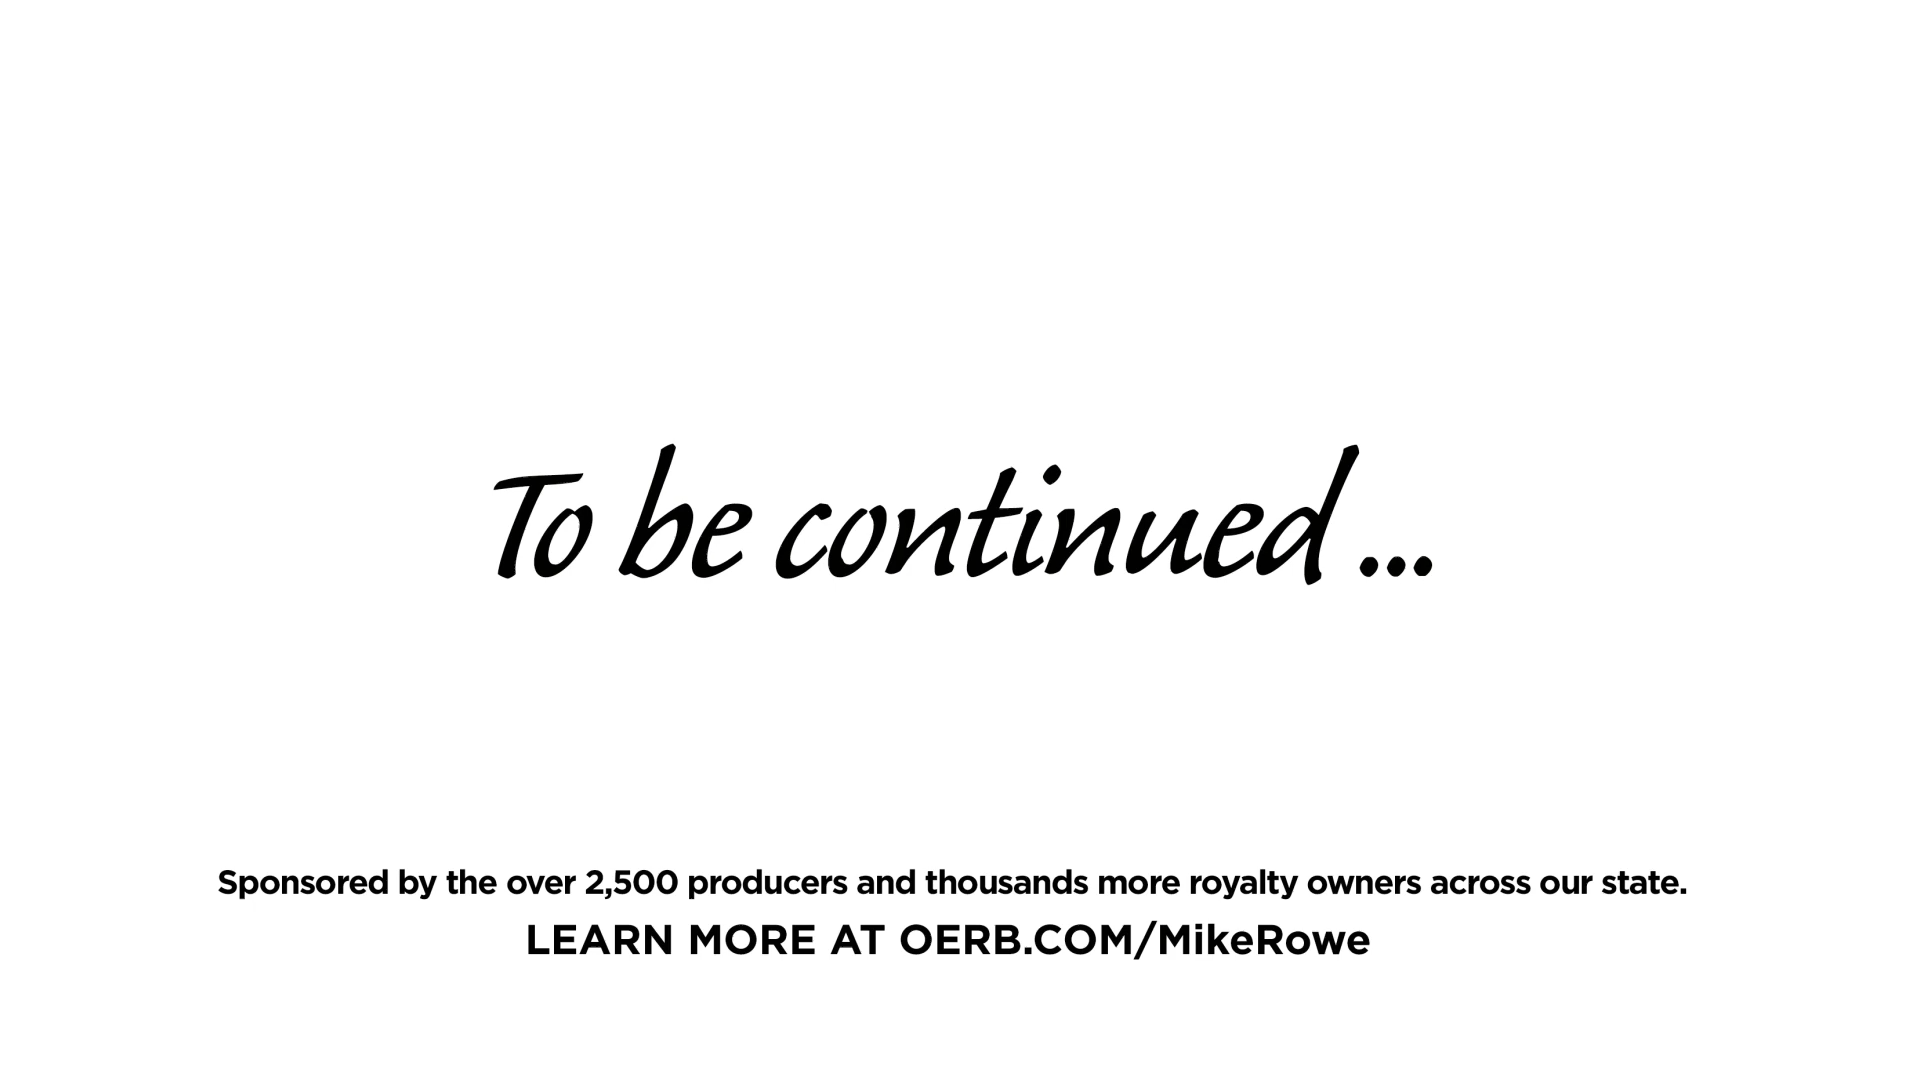 To be continued ...
Sponsored by the over 2,500 producers and thousands more royalty owners across our state.
LEARN MORE AT OERB.COM/MikeRowe